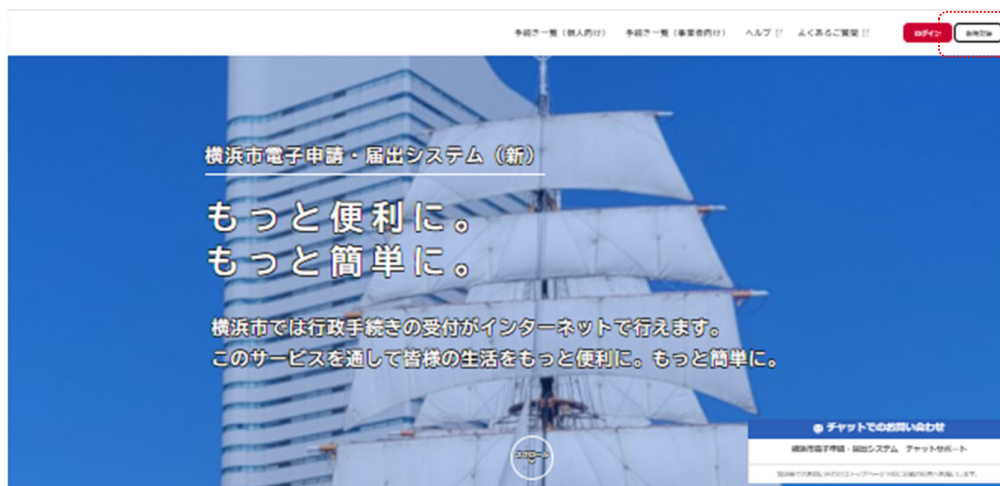 手続き一覧（個人向け） 手続き一覧（事業者向け） ヘルプ よくあるご質問 ログイン 新規登録
横浜市電子申請・届出システム（新）
もっと便利に。
もっと簡単に。
横浜市では行政手続きの受付がインターネットで行えます。
このサービスを通して皆様の生活をもっと便利に。もっと簡単に。
スクロール
チャットでのお問い合わせ
横浜市電子申請・届出システム チャットサポート